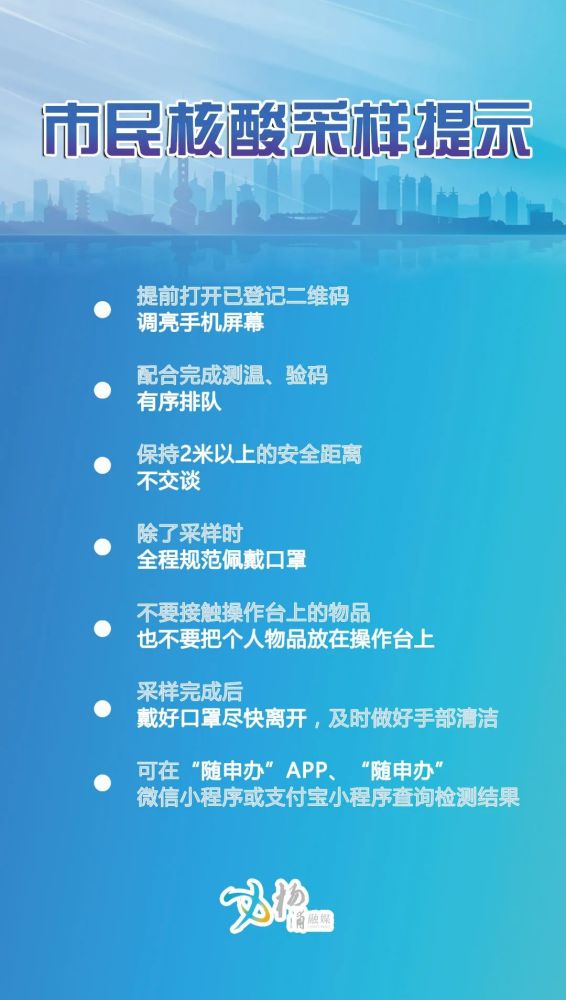 市民核酸采样提示
提前打开已登记二维码
调亮手机屏幕
配合完成测温、验码
有序排队
保持2米以上的安全距离
不交谈
除了采样时
全程规范佩戴口罩
不要接触操作台上的物品
也不要把个人物品放在操作台上
采样完成后
戴好口罩尽快离开，及时做好手部清洁
可在“随申办”APP、“随申办”
微信小程序或支付宝小程序查询检测结果
杨浦
融媒